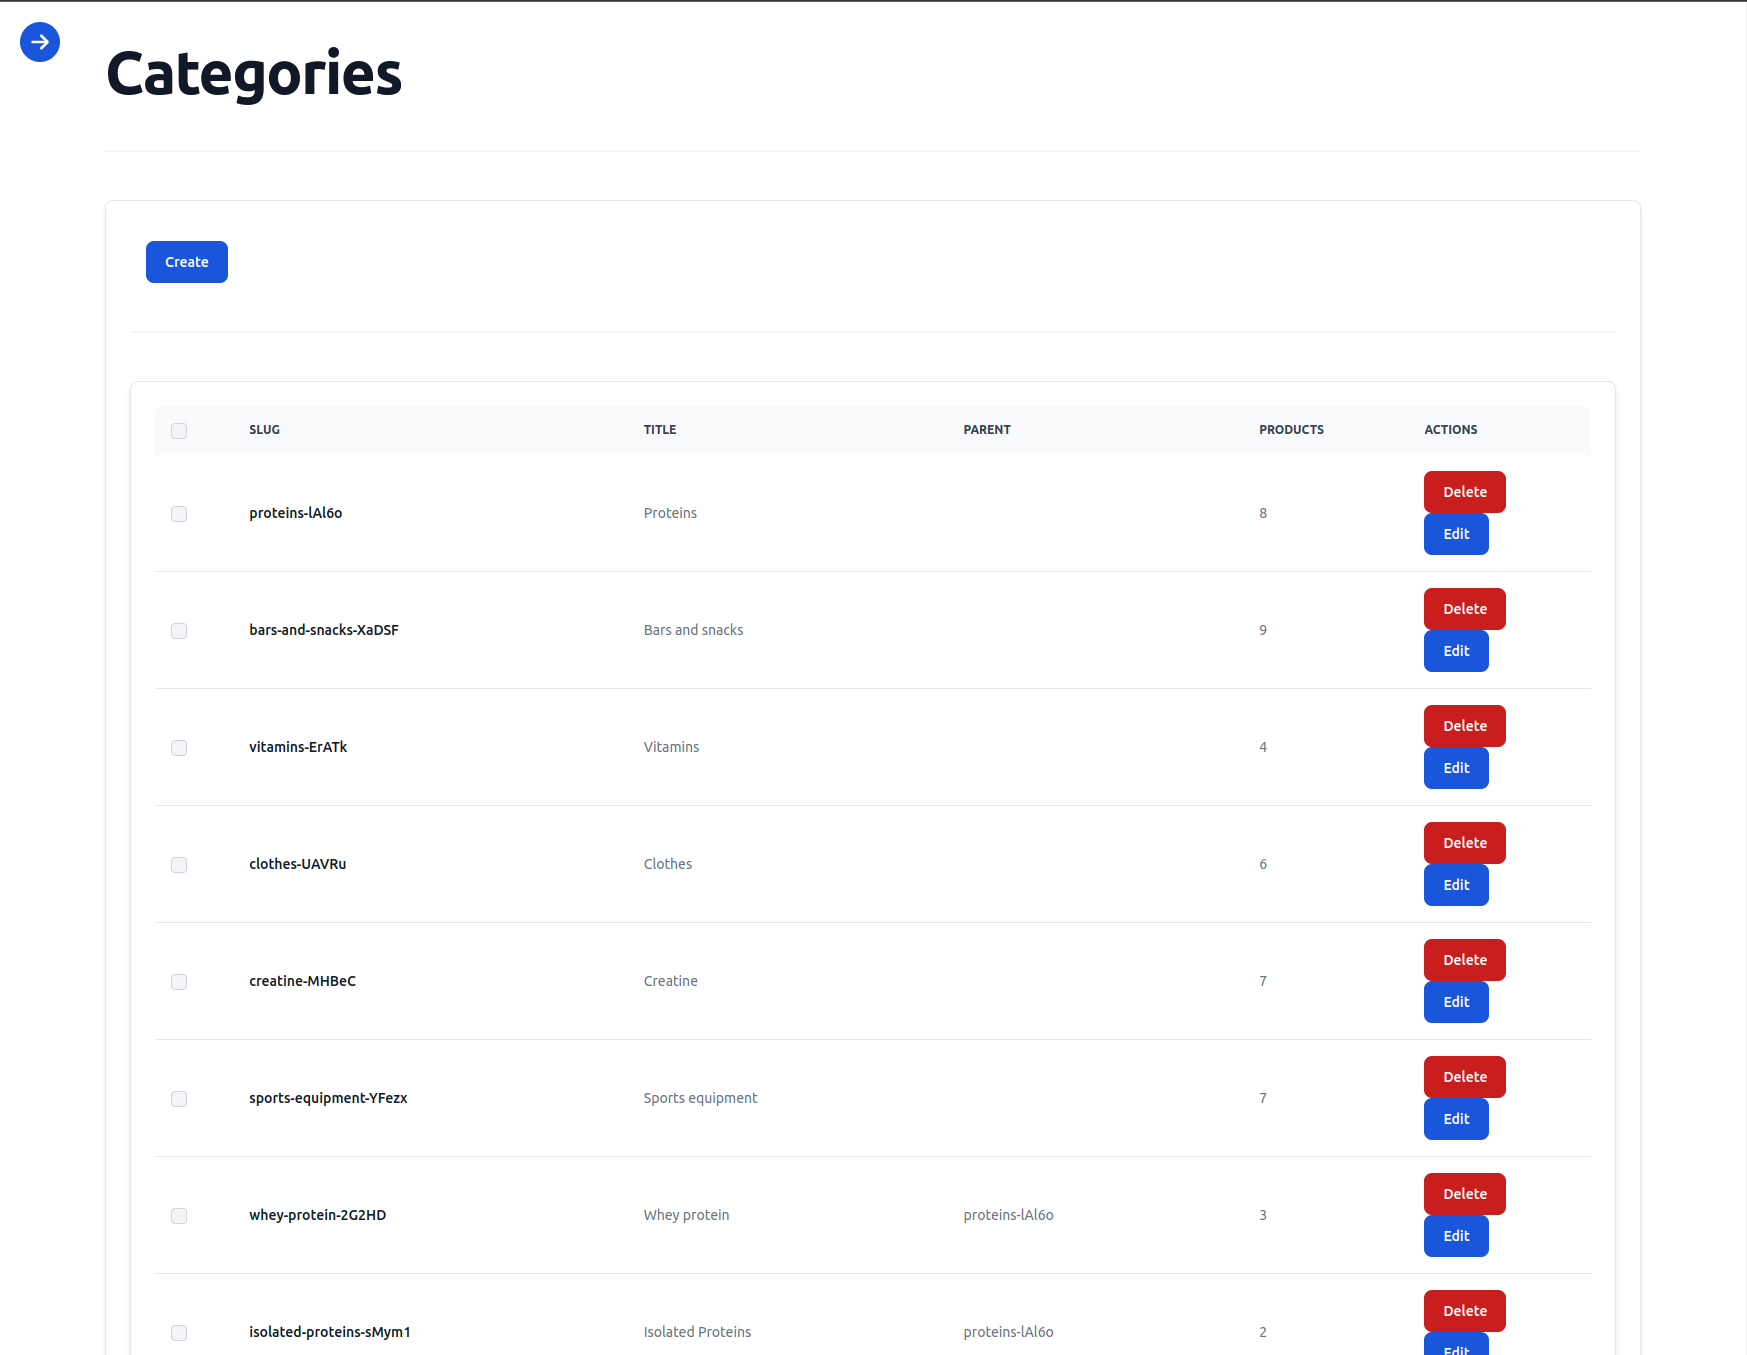 Categories
Create
SLUG TITLE PARENT PRODUCTS ACTIONS
proteins-lAl6o Proteins 8 Delete
Edit
bars-and-snacks-XaDSF Bars and snacks 9 Delete
Edit
vitamins-ErATk Vitamins 4 Delete
Edit
clothes-UAVRu Clothes 6 Delete
Edit
creatine-MHBeC Creatine 7 Delete
Edit
sports-equipment-YFezx Sports equipment 7 Delete
Edit
whey-protein-2G2HD Whey protein proteins-lAl6o 3 Delete
Edit
isolated-proteins-sMym1 Isolated Proteins proteins-lAl6o 2 Delete
Edit